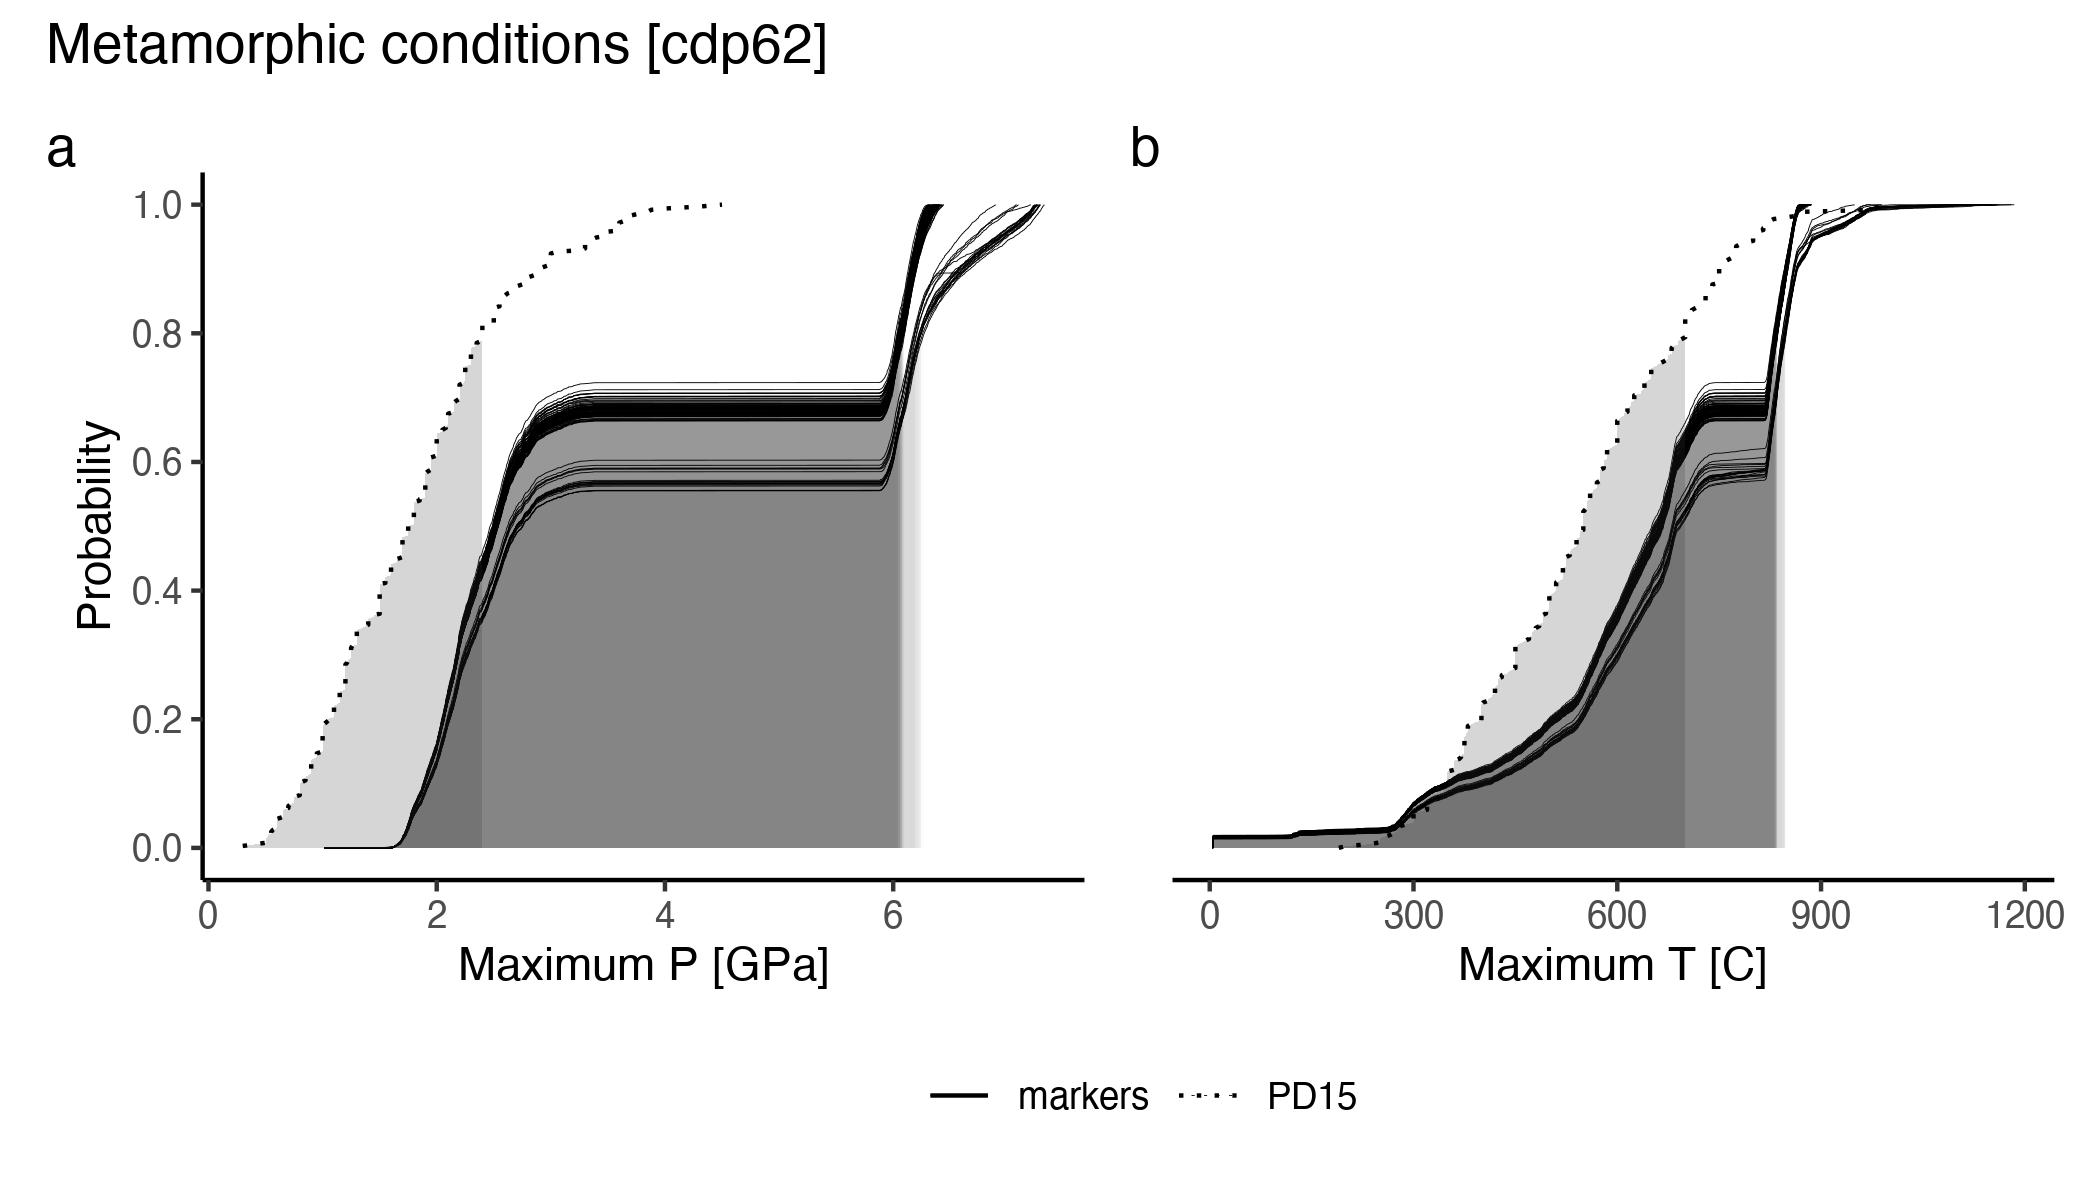 Metamorphic conditions [cdp62]
a
b
Probability
1.0
0.8
0.6
0.4
0.2
0.0
0 2 4 6
Maximum P [GPa]
0 300 600 900 1200
Maximum T [C]
markers PD15